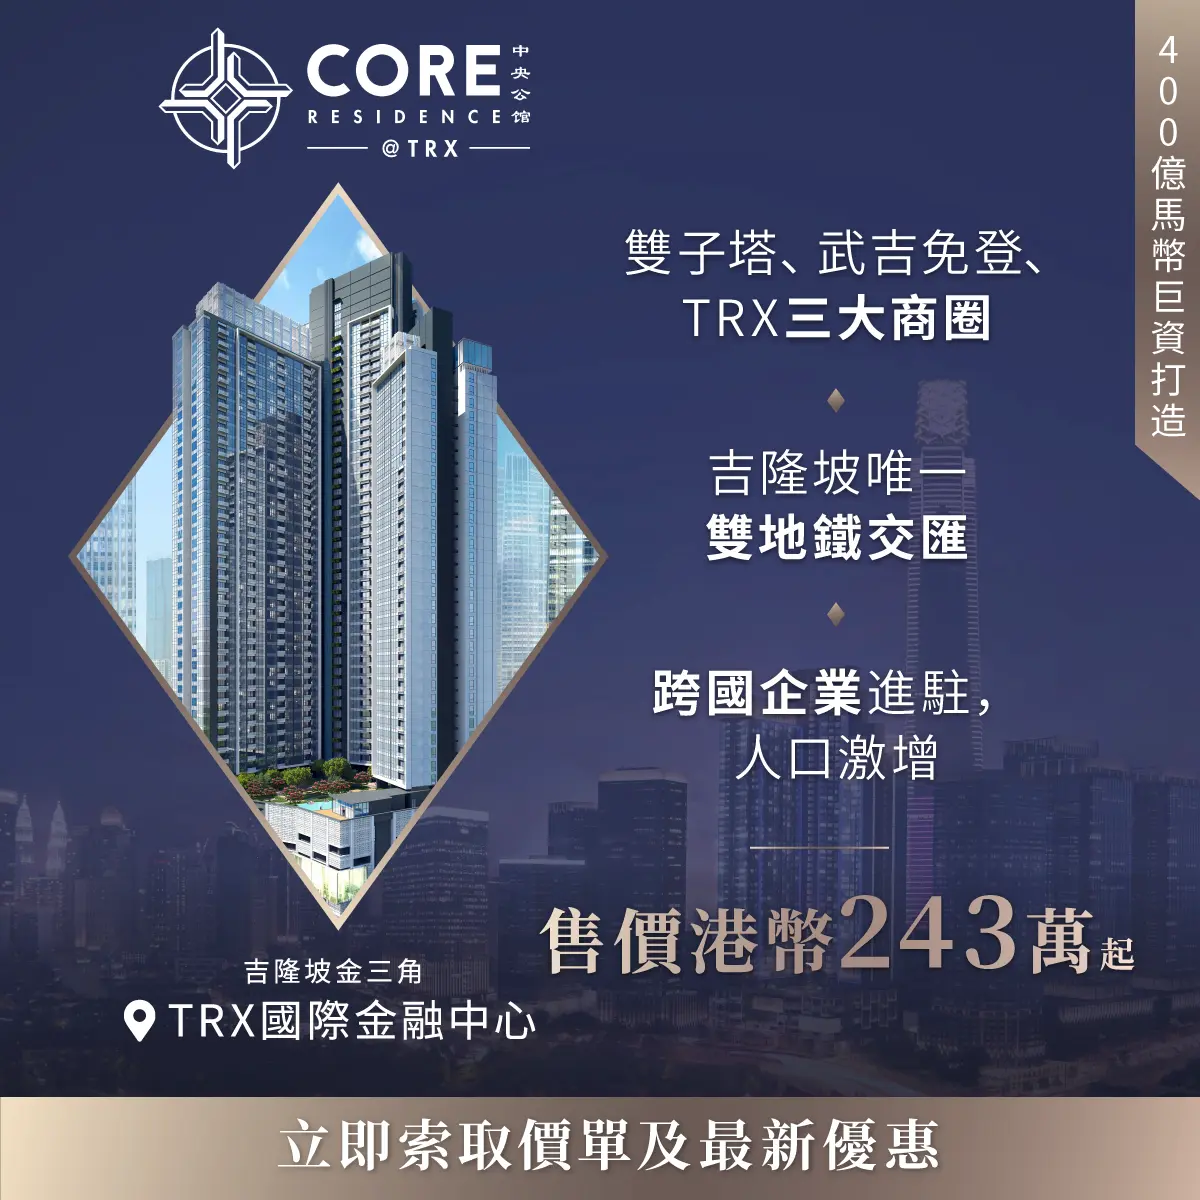 CORE
中央公馆
RESIDENCE
@TRX
400億馬幣巨資打造
雙子塔、武吉免登、
TRX三大商圈
吉隆坡唯一
雙地鐵交匯
跨國企業進駐，
人口激增
售價港幣243萬起
吉隆坡金三角
TRX國際金融中心
立即索取價單及最新優惠